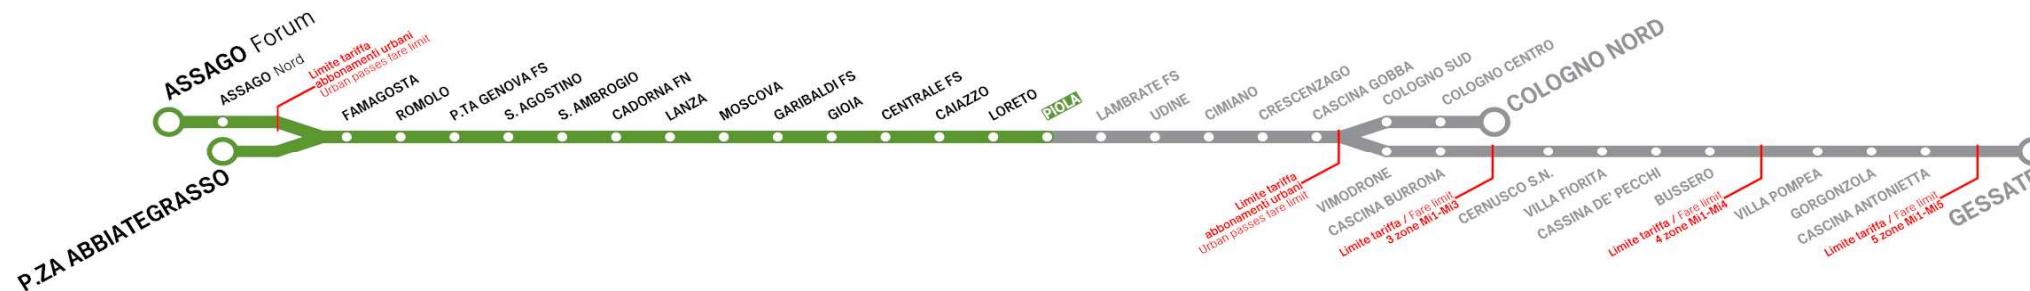 ASSAGO Forum
ASSAGO Nord
Limite tariffa
abbonamenti urbani
Urban passes fare limit
P.ZA ABBIATEGRASSO
FAMAGOSTA
ROMOLO
P.TA GENOVA FS
S. AGOSTINO
S. AMBROGIO
CADORNA FN
LANZA
MOSCOVA
GARIBALDI FS
GIOIA
CENTRALE FS
CAIAZZO
LORETO
PIOLA
LAMBRATE FS
UDINE
CIMIANO
CRESCENZAGO
CASCINA GOBBA
COLOGNO SUD
COLOGNO CENTRO
COLOGNO NORD
Limite tariffa
abbonamenti urbani
Urban passes fare limit
VIMODRONE
CASCINA BURRONA
Limite tariffa / Fare limit
3 zone Mi1-Mi3
CERNUSCO S.N.
VILLA FIORITA
CASSINA DE' PECCHI
BUSSERO
Limite tariffa / Fare limit
4 zone Mi1-Mi4
VILLA POMPEA
GORGONZOLA
CASCINA ANTONIETTA
Limite tariffa / Fare limit
5 zone Mi1-Mi5